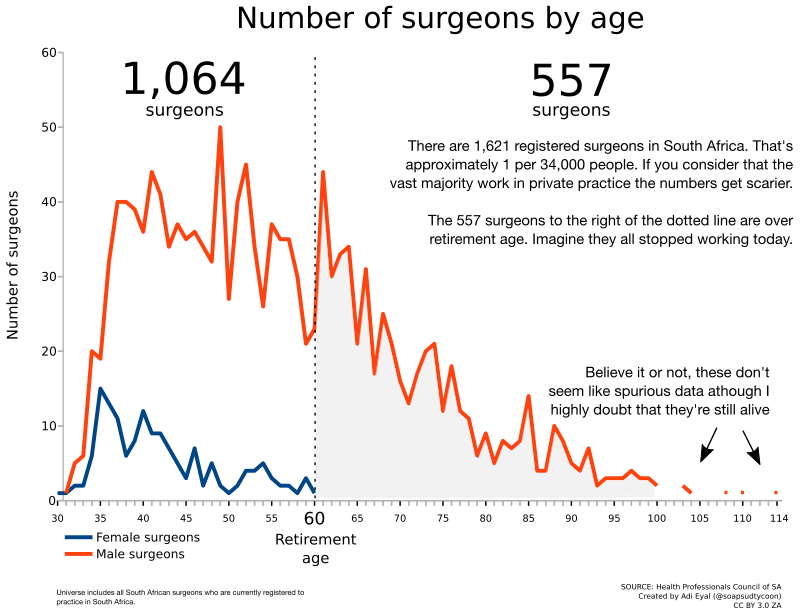 Number of surgeons by age
1,064
surgeons
557
surgeons
There are 1,621 registered surgeons in South Africa. That's
approximately 1 per 34,000 people. If you consider that the
vast majority work in private practice the numbers get scarier.
The 557 surgeons to the right of the dotted line are over
retirement age. Imagine they all stopped working today.
Believe it or not, these don't
seem like spurious data athough I
highly doubt that they're still alive
Number of surgeons
60
50
40
30
20
10
0
30 35 40 45 50 55 60 65 70 75 80 85 90 95 100 105 110 114
Retirement
age
Female surgeons
Male surgeons
Universe includes all South African surgeons who are currently registered to
practice in South Africa.
SOURCE: Health Professionals Council of SA
Created by Adi Eyal (@soapsudtycoon)
CC BY 3.0 ZA